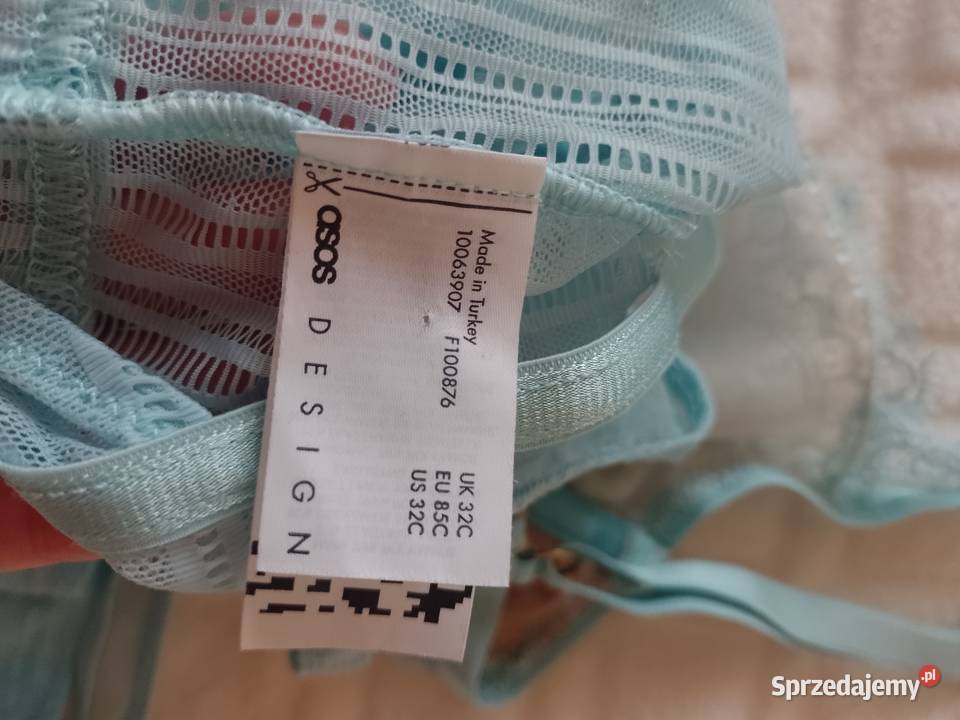 asos DESIGN
Made in Turkey
10063907 F100876
UK 32C
EU 85C
US 32C
Sprzedajemy.pl